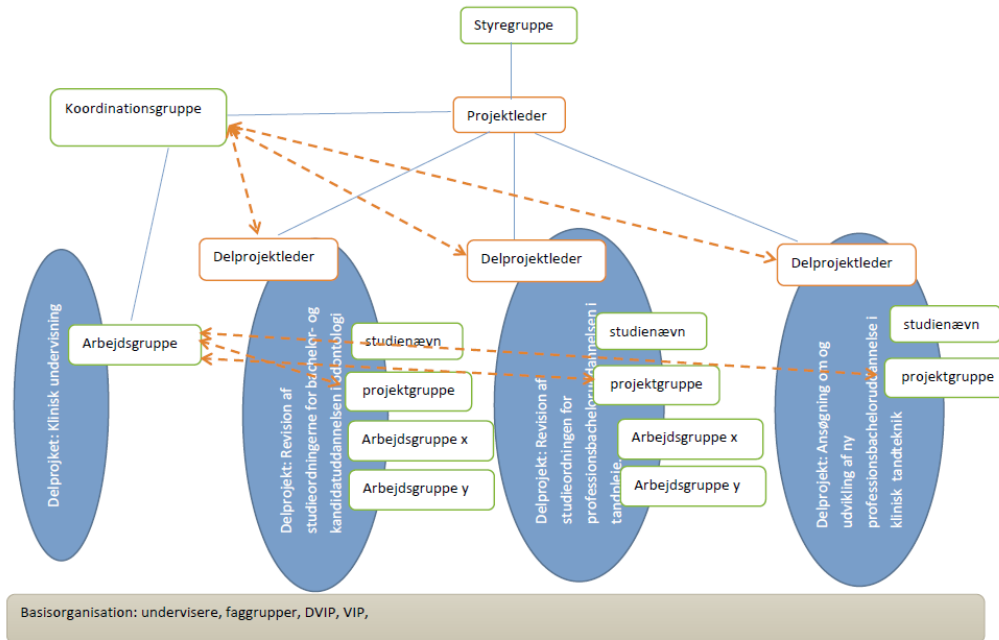 Styregruppe
Koordinationsgruppe
Projektleder
Delprojektleder
Delprojektleder
Delprojektleder
Delprojket: Klinisk undervisning
Arbejdsgruppe
Delprojekt: Revision af
studieordningerne for bachelor- og
kandidatuddannelsen i odontologi
studienævn
projektgruppe
Arbejdsgruppe x
Arbejdsgruppe y
Delprojekt: Revision af
studieordningen for
professionsbacheloruddannelsen i
tandpleje.
studienævn
projektgruppe
Arbejdsgruppe x
Arbejdsgruppe y
Delprojekt: Ansøgning om og
udvikling af ny
professionsbacheloruddannelse i
klinisk tandteknik
studienævn
projektgruppe
Basisorganisation: undervisere, faggrupper, DVIP, VIP,